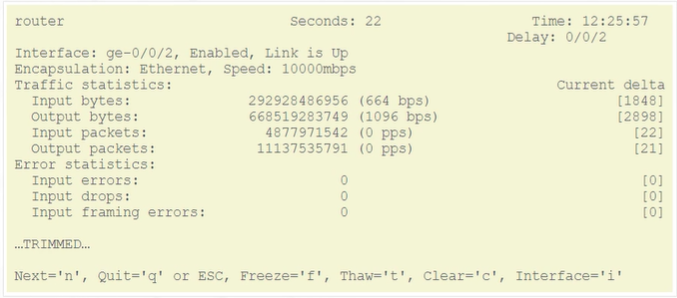 router Seconds: 22 Time: 12:25:57
Delay: 0/0/2
Interface: ge-0/0/2, Enabled, Link is Up
Encapsulation: Ethernet, Speed: 10000mbps
Traffic statistics: Current delta
Input bytes: 292928486956 (664 bps) [1848]
Output bytes: 668519283749 (1096 bps) [2898]
Input packets: 4877971542 (0 pps) [22]
Output packets: 11137535791 (0 pps) [21]
Error statistics:
Input errors: 0 [0]
Input drops: 0 [0]
Input framing errors: 0 [0]
…TRIMMED…
Next='n', Quit='q' or ESC, Freeze='f', Thaw='t', Clear='c', Interface='i'